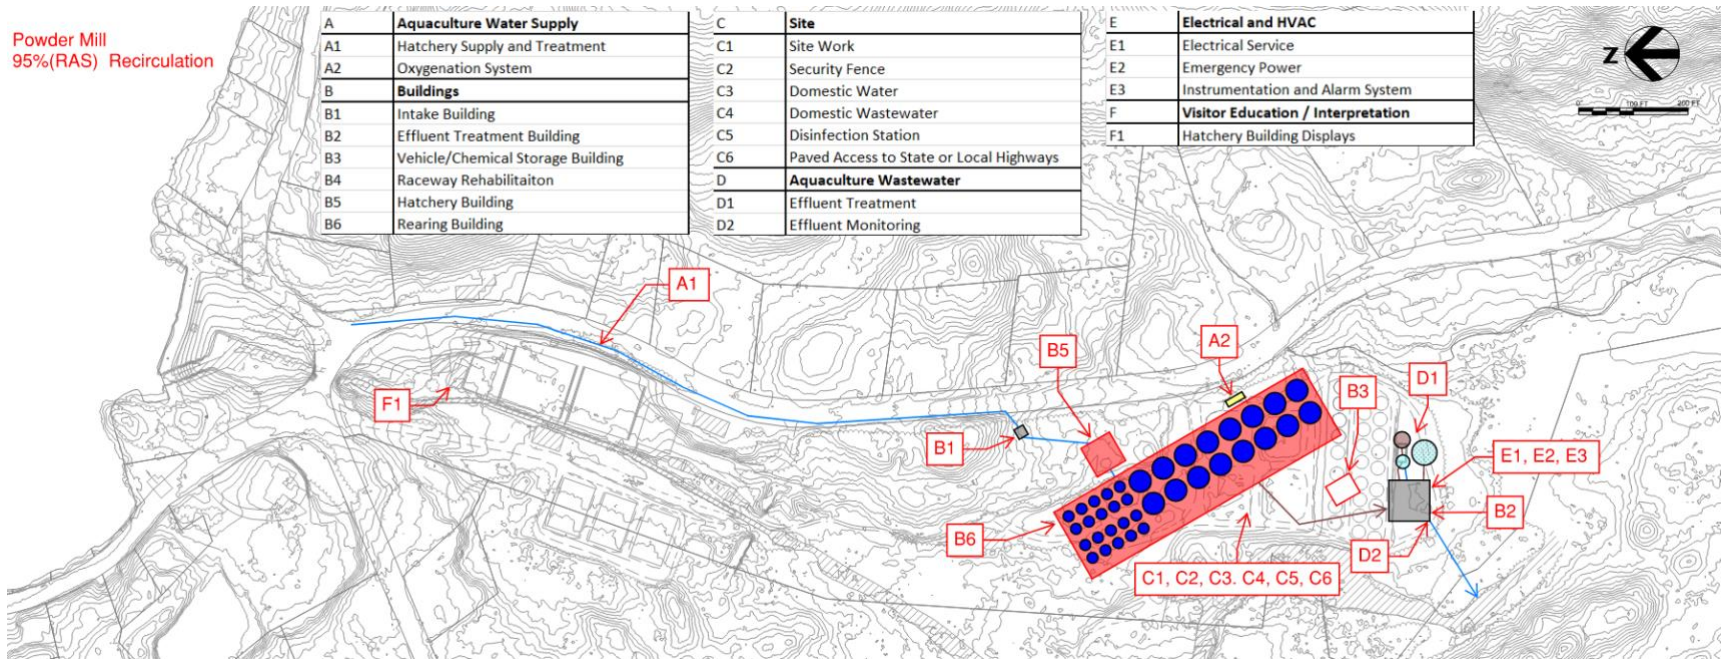 Powder Mill
95%(RAS) Recirculation
A Aquaculture Water Supply
A1 Hatchery Supply and Treatment
A2 Oxygenation System
B Buildings
B1 Intake Building
B2 Effluent Treatment Building
B3 Vehicle/Chemical Storage Building
B4 Raceway Rehabilitaiton
B5 Hatchery Building
B6 Rearing Building
C Site
C1 Site Work
C2 Security Fence
C3 Domestic Water
C4 Domestic Wastewater
C5 Disinfection Station
C6 Paved Access to State or Local Highways
D Aquaculture Wastewater
D1 Effluent Treatment
D2 Effluent Monitoring
E Electrical and HVAC
E1 Electrical Service
E2 Emergency Power
E3 Instrumentation and Alarm System
F Visitor Education / Interpretation
F1 Hatchery Building Displays
Z
0' 100 FT 200 FT
A1
F1
B5
A2
B3
D1
B1
E1, E2, E3
B6
B2
D2
C1, C2, C3. C4, C5, C6